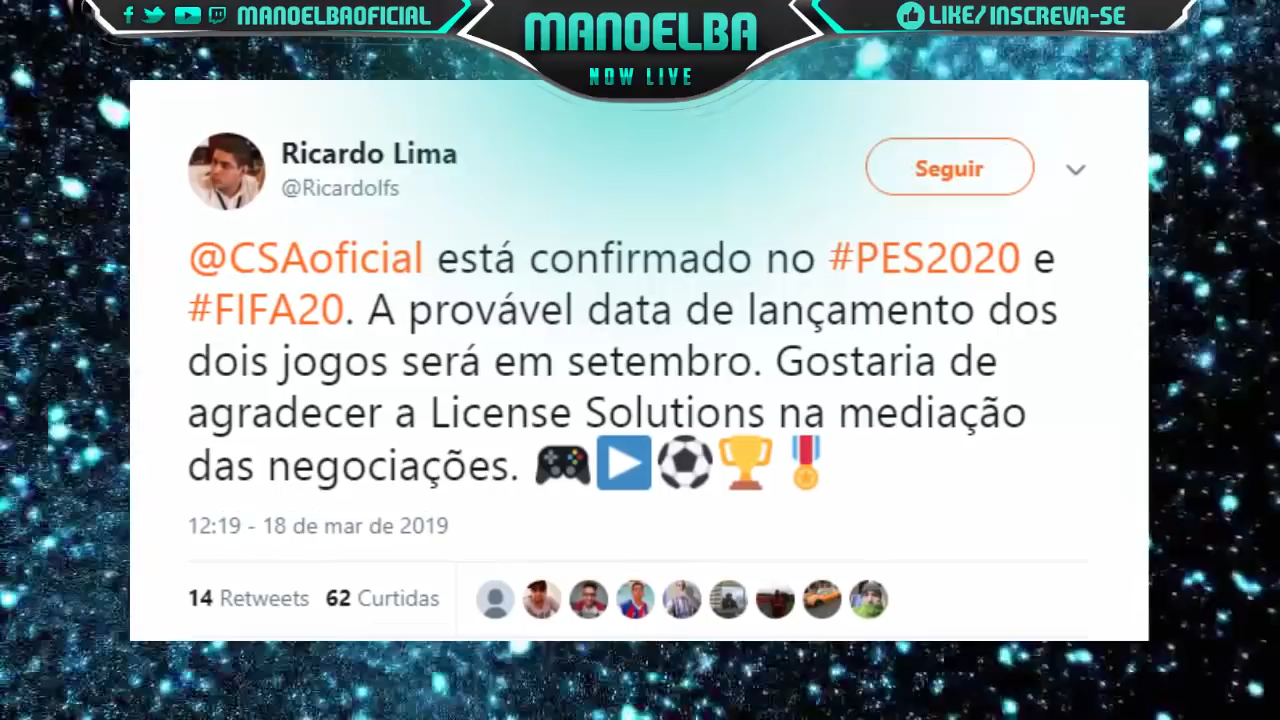 MANOELBAOFICIAL
MANOELBA
NOW LIVE
LIKE/INSCREVA-SE
Ricardo Lima
@Ricardolfs
Seguir
@CSAoficial está confirmado no #PES2020 e
#FIFA20. A provável data de lançamento dos
dois jogos será em setembro. Gostaria de
agradecer a License Solutions na mediação
das negociações. 🎮▶️⚽🏆🎖️
12:19 - 18 de mar de 2019
14 Retweets 62 Curtidas